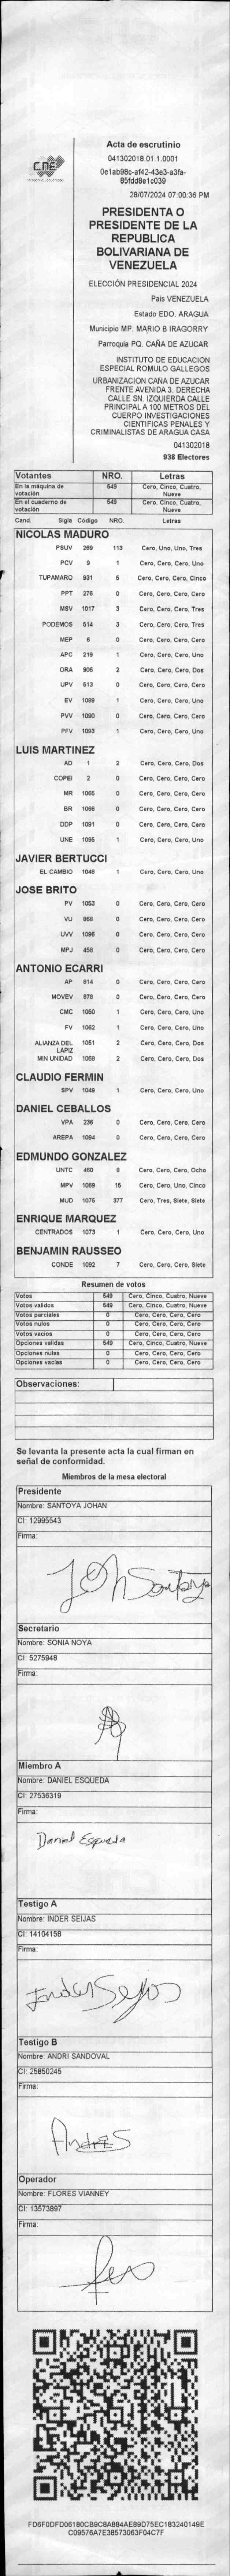 CNE
Acta de escrutinio
041302018.01.1.0001
0e1ab98c-af42-43e3-a3fa-
85fdd8e1c039
28/07/2024 07:00:36 PM
PRESIDENTA O
PRESIDENTE DE LA
REPUBLICA
BOLIVARIANA DE
VENEZUELA
ELECCIÓN PRESIDENCIAL 2024
Pais VENEZUELA
Estado EDO. ARAGUA
Municipio MP. MARIO B IRAGORRY
Parroquia PQ. CAÑA DE AZUCAR
INSTITUTO DE EDUCACION
ESPECIAL ROMULO GALLEGOS
URBANIZACION CAÑA DE AZUCAR
FRENTE AVENIDA 3. DERECHA
CALLE SN. IZQUIERDA CALLE
PRINCIPAL A 100 METROS DEL
CUERPO INVESTIGACIONES
CIENTIFICAS PENALES Y
CRIMINALISTAS DE ARAGUA CASA
041302018
938 Electores
Votantes NRO. Letras
En la máquina de votación 549 Cero, Cinco, Cuatro, Nueve
En el cuaderno de votación 549 Cero, Cinco, Cuatro, Nueve
Cand. Sigla Código NRO. Letras
NICOLAS MADURO
PSUV 269 113 Cero, Uno, Uno, Tres
PCV 9 1 Cero, Cero, Cero, Uno
TUPAMARO 931 5 Cero, Cero, Cero, Cinco
PPT 276 0 Cero, Cero, Cero, Cero
MSV 1017 3 Cero, Cero, Cero, Tres
PODEMOS 514 3 Cero, Cero, Cero, Tres
MEP 6 0 Cero, Cero, Cero, Cero
APC 219 1 Cero, Cero, Cero, Uno
ORA 906 2 Cero, Cero, Cero, Dos
UPV 513 0 Cero, Cero, Cero, Cero
EV 1089 1 Cero, Cero, Cero, Uno
PVV 1090 0 Cero, Cero, Cero, Cero
PFV 1093 1 Cero, Cero, Cero, Uno
LUIS MARTINEZ
AD 1 2 Cero, Cero, Cero, Dos
COPEI 2 0 Cero, Cero, Cero, Cero
MR 1065 0 Cero, Cero, Cero, Cero
BR 1066 0 Cero, Cero, Cero, Cero
DDP 1091 0 Cero, Cero, Cero, Cero
UNE 1095 1 Cero, Cero, Cero, Uno
JAVIER BERTUCCI
EL CAMBIO 1048 1 Cero, Cero, Cero, Uno
JOSE BRITO
PV 1053 0 Cero, Cero, Cero, Cero
VU 868 0 Cero, Cero, Cero, Cero
UVV 1096 0 Cero, Cero, Cero, Cero
MPJ 456 0 Cero, Cero, Cero, Cero
ANTONIO ECARRI
AP 814 0 Cero, Cero, Cero, Cero
MOVEV 878 0 Cero, Cero, Cero, Cero
CMC 1050 1 Cero, Cero, Cero, Uno
FV 1062 1 Cero, Cero, Cero, Uno
ALIANZA DEL LAPIZ 1051 2 Cero, Cero, Cero, Dos
MIN UNIDAD 1068 2 Cero, Cero, Cero, Dos
CLAUDIO FERMIN
SPV 1049 1 Cero, Cero, Cero, Uno
DANIEL CEBALLOS
VPA 236 0 Cero, Cero, Cero, Cero
AREPA 1094 0 Cero, Cero, Cero, Cero
EDMUNDO GONZALEZ
UNTC 460 8 Cero, Cero, Cero, Ocho
MPV 1069 15 Cero, Cero, Uno, Cinco
MUD 1076 377 Cero, Tres, Siete, Siete
ENRIQUE MARQUEZ
CENTRADOS 1073 1 Cero, Cero, Cero, Uno
BENJAMIN RAUSSEO
CONDE 1092 7 Cero, Cero, Cero, Siete
Resumen de votos
Votos 549 Cero, Cinco, Cuatro, Nueve
Votos validos 549 Cero, Cinco, Cuatro, Nueve
Votos parciales 0 Cero, Cero, Cero, Cero
Votos nulos 0 Cero, Cero, Cero, Cero
Votos vacios 0 Cero, Cero, Cero, Cero
Opciones validas 549 Cero, Cinco, Cuatro, Nueve
Opciones nulas 0 Cero, Cero, Cero, Cero
Opciones vacias 0 Cero, Cero, Cero, Cero
Observaciones:
Se levanta la presente acta la cual firman en
señal de conformidad.
Miembros de la mesa electoral
Presidente
Nombre: SANTOYA JOHAN
CI: 12995543
Firma:
John Santoya
Secretario
Nombre: SONIA NOYA
CI: 5275948
Firma:
Miembro A
Nombre: DANIEL ESQUEDA
CI: 27536319
Firma:
Daniel Esqueda
Testigo A
Nombre: INDER SEIJAS
CI: 14104156
Firma:
Inder Seijas
Testigo B
Nombre: ANDRI SANDOVAL
CI: 25850245
Firma:
Andres
Operador
Nombre: FLORES VIANNEY
CI: 13573897
Firma:
FD6F0DFD06180CB9C8A884AE89D75EC183240149E
C09576A7E38573063F04C7F